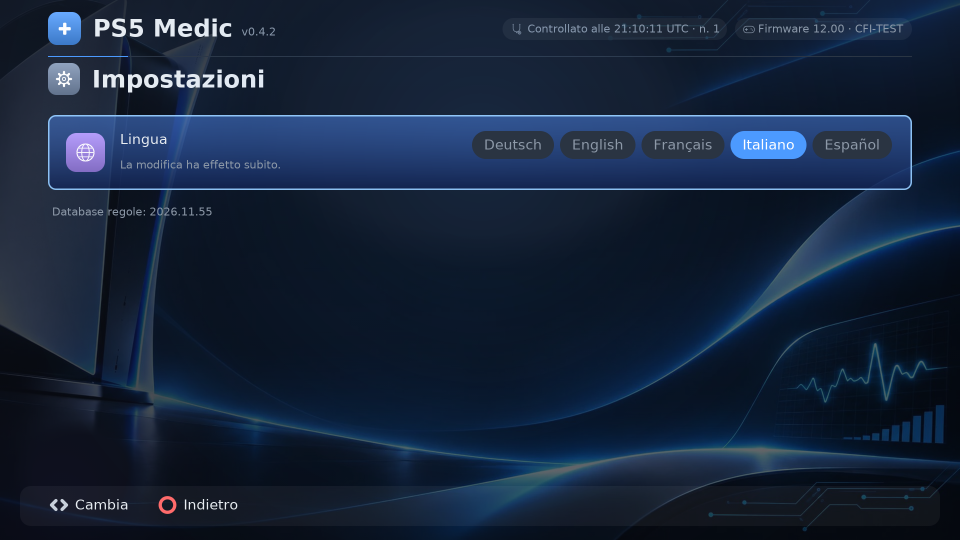 PS5 Medic v0.4.2
Controllato alle 21:10:11 UTC · n. 1
Firmware 12.00 · CFI-TEST
Impostazioni
Lingua
La modifica ha effetto subito.
Deutsch English Français Italiano Español
Database regole: 2026.11.55
Cambia Indietro